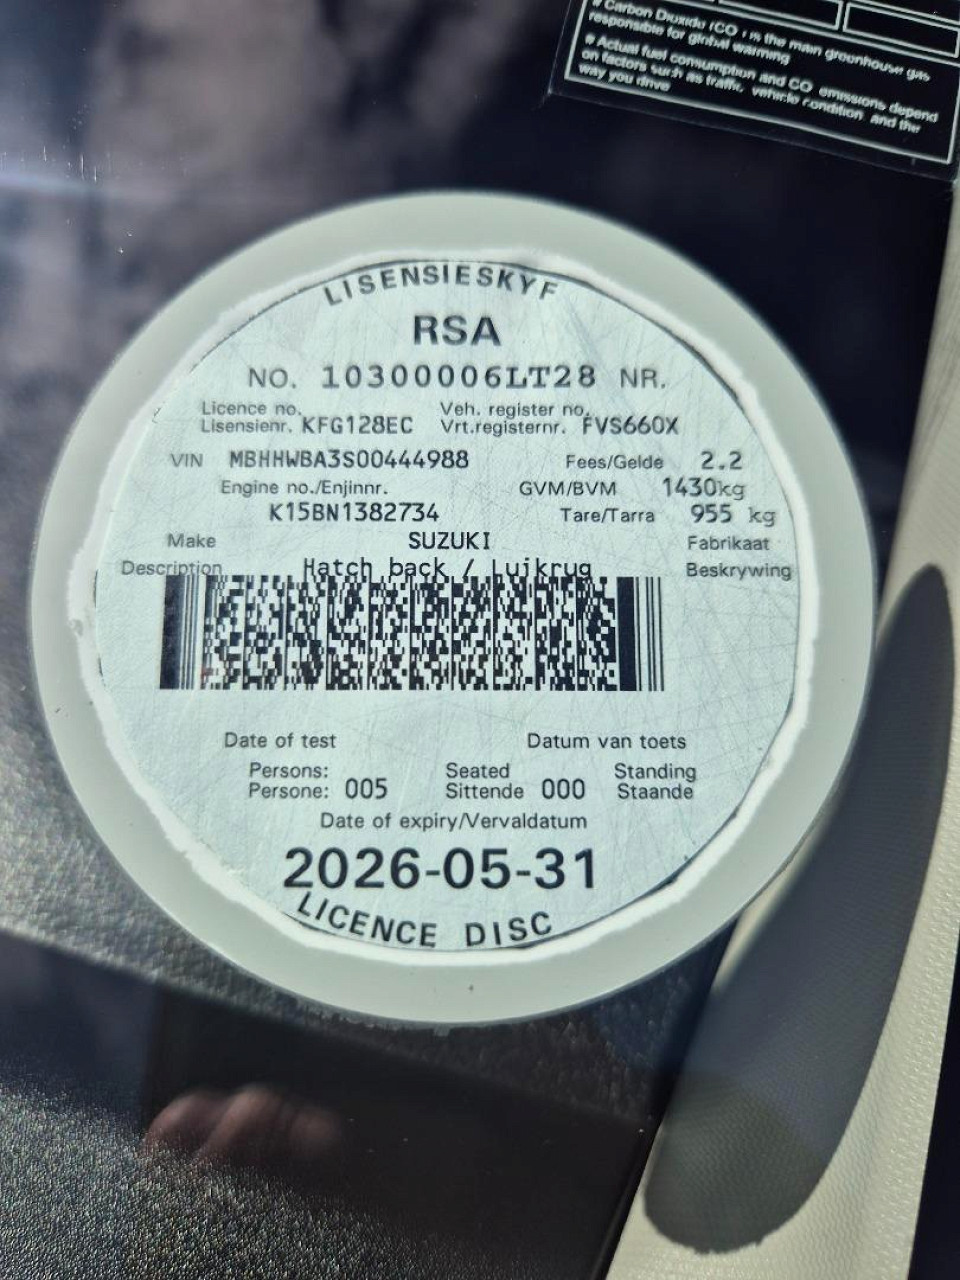 # Carbon Dioxide (CO ) is the main greenhouse gas
responsible for global warming
# Actual fuel consumption and CO emissions depend
on factors such as traffic, vehicle condition and the
way you drive
LISENSIESKYF
RSA
NO. 10300006LT28 NR.
Licence no. Veh. register no.
Lisensienr. KFG128EC Vrt.registernr. FVS660X
VIN MBHHWBA3S00444988 Fees/Gelde 2.2
Engine no./Enjinnr. GVM/BVM 1430kg
K15BN1382734 Tare/Tarra 955 kg
Make SUZUKI Fabrikaat
Description Hatch back / Luikrug Beskrywing
Date of test Datum van toets
Persons: Seated Standing
Persone: 005 Sittende 000 Staande
Date of expiry/Vervaldatum
2026-05-31
LICENCE DISC